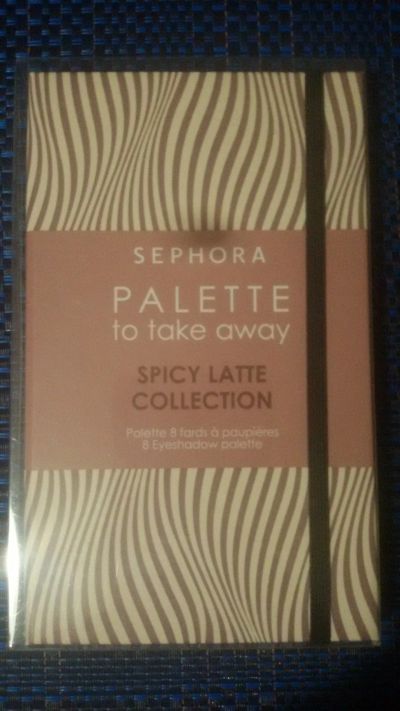 SEPHORA
PALETTE
to take away
SPICY LATTE
COLLECTION
Palette 8 fards à paupières
8 Eyeshadow palette